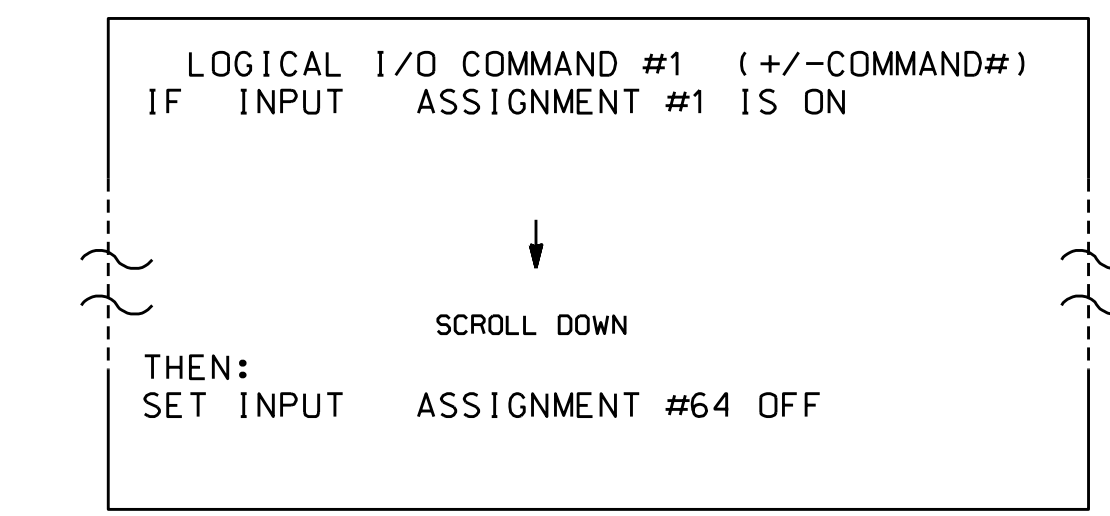 LOGICAL I/O COMMAND #1 (+/-COMMAND#)
IF INPUT ASSIGNMENT #1 IS ON
SCROLL DOWN
THEN:
SET INPUT ASSIGNMENT #64 OFF